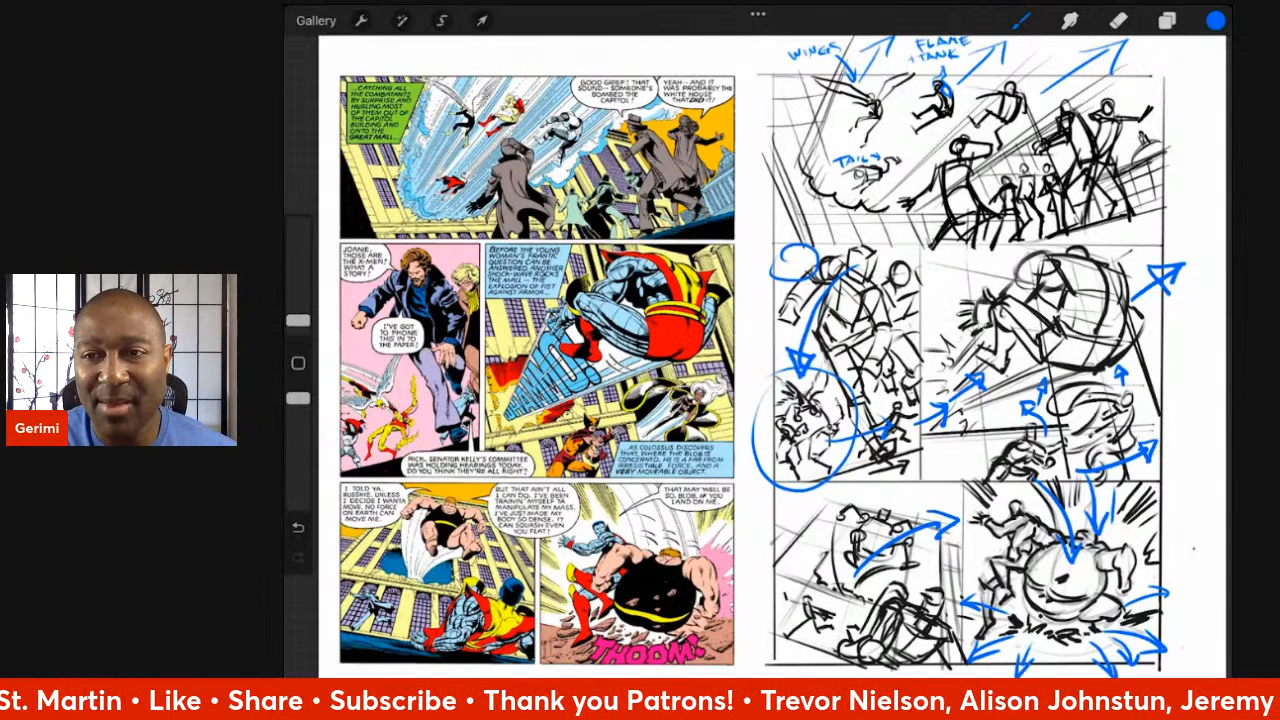 Gallery
WINGS
FLAME
TANK
...CATCHING ALL
THE COMBATANTS
BY SURPRISE AND
HURLING MOST
OF THEM OUT OF
THE CAPITOL
BUILDING AND
ONTO THE
GREAT MALL...
GOOD GRIEF! THAT
SOUND-- SOMEONE'S
BOMBED THE
CAPITOL!
YEAH-- AND IT
WAS PROBABLY THE
WHITE HOUSE
THAT DID IT!
TAILS
JOANIE,
THOSE ARE
THE X-MEN!
WHAT A
STORY!
I'VE GOT
TO PHONE
THIS IN TO
THE PAPER!
RICK, SENATOR KELLY'S COMMITTEE
WAS HOLDING HEARINGS TODAY.
DO YOU THINK THEY'RE ALL RIGHT?
BEFORE THE YOUNG
WOMAN'S FRANTIC
QUESTION CAN BE
ANSWERED, ANOTHER
SHOCK-WAVE ROCKS
THE MALL -- THE
EXPLOSION OF FIST
AGAINST ARMOR...
AS COLOSSUS DISCOVERS
THAT, WHERE THE BLOB IS
CONCERNED, HE IS A FAR FROM
IRRESISTIBLE FORCE, AND A
VERY MOVEABLE OBJECT.
I TOLD YA,
RUSSKIE, UNLESS
I DECIDE I WANTA
MOVE, NO FORCE
ON EARTH CAN
MOVE ME.
BUT THAT AIN'T ALL
I CAN DO. I'VE BEEN
TRAININ' MYSELF TA
MANIPULATE MY MASS.
I'VE JUST MADE MY
BODY SO DENSE, IT
CAN SQUASH EVEN
YOU FLAT!
THAT MAY WELL BE
SO, BLOB, IF YOU
LAND ON ME.
THOOM!
Gerimi
St. Martin • Like • Share • Subscribe • Thank you Patrons! • Trevor Nielson, Alison Johnstun, Jeremy